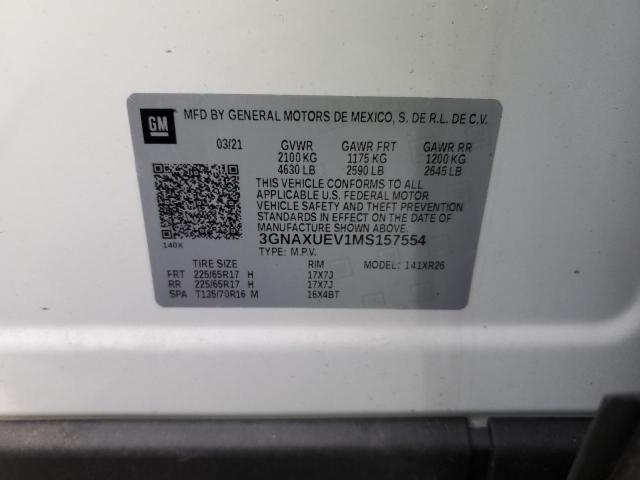 GM MFD BY GENERAL MOTORS DE MEXICO, S. DE R.L. DE C.V.
03/21 GVWR GAWR FRT GAWR RR
2100 KG 1175 KG 1200 KG
4630 LB 2590 LB 2645 LB
THIS VEHICLE CONFORMS TO ALL
APPLICABLE U.S. FEDERAL MOTOR
VEHICLE SAFETY AND THEFT PREVENTION
STANDARDS IN EFFECT ON THE DATE OF
MANUFACTURE SHOWN ABOVE.
140X 3GNAXUEV1MS157554
TYPE: M.P.V.
TIRE SIZE RIM MODEL: 141XR26
FRT 225/65R17 H 17X7J
RR 225/65R17 H 17X7J
SPA T135/70R16 M 16X4BT